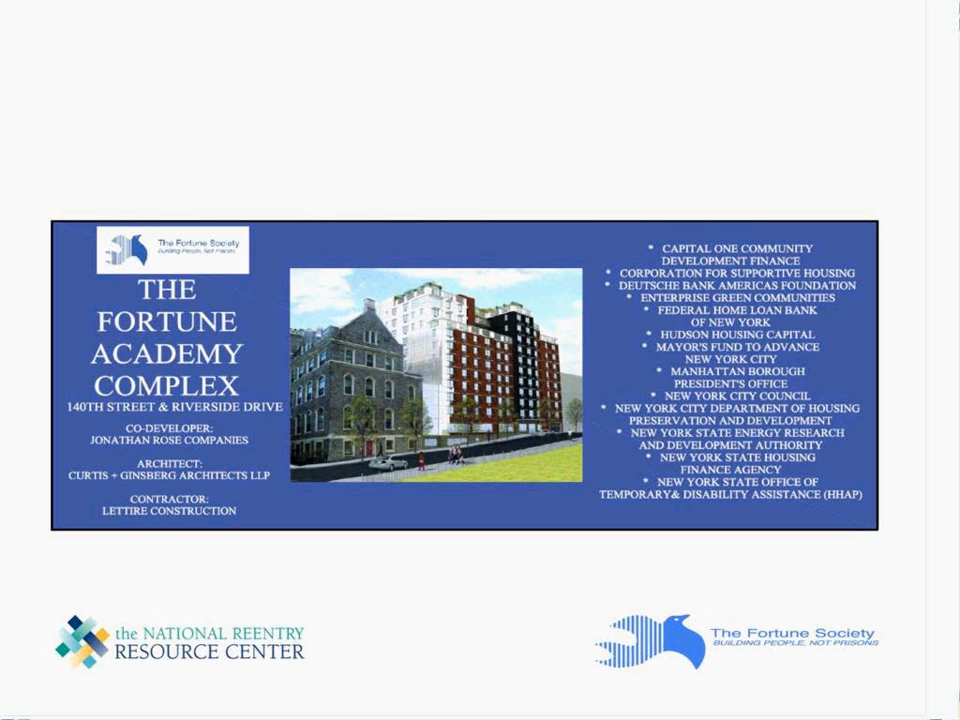 The Fortune Society
Building People, Not Prisons
THE
FORTUNE
ACADEMY
COMPLEX
140TH STREET & RIVERSIDE DRIVE
CO-DEVELOPER:
JONATHAN ROSE COMPANIES
ARCHITECT:
CURTIS + GINSBERG ARCHITECTS LLP
CONTRACTOR:
LETTIRE CONSTRUCTION
* CAPITAL ONE COMMUNITY
DEVELOPMENT FINANCE
* CORPORATION FOR SUPPORTIVE HOUSING
* DEUTSCHE BANK AMERICAS FOUNDATION
* ENTERPRISE GREEN COMMUNITIES
* FEDERAL HOME LOAN BANK
OF NEW YORK
* HUDSON HOUSING CAPITAL
* MAYOR'S FUND TO ADVANCE
NEW YORK CITY
* MANHATTAN BOROUGH
PRESIDENT'S OFFICE
* NEW YORK CITY COUNCIL
* NEW YORK CITY DEPARTMENT OF HOUSING
PRESERVATION AND DEVELOPMENT
* NEW YORK STATE ENERGY RESEARCH
AND DEVELOPMENT AUTHORITY
* NEW YORK STATE HOUSING
FINANCE AGENCY
* NEW YORK STATE OFFICE OF
TEMPORARY& DISABILITY ASSISTANCE (HHAP)
the NATIONAL REENTRY
RESOURCE CENTER
The Fortune Society
BUILDING PEOPLE, NOT PRISONS